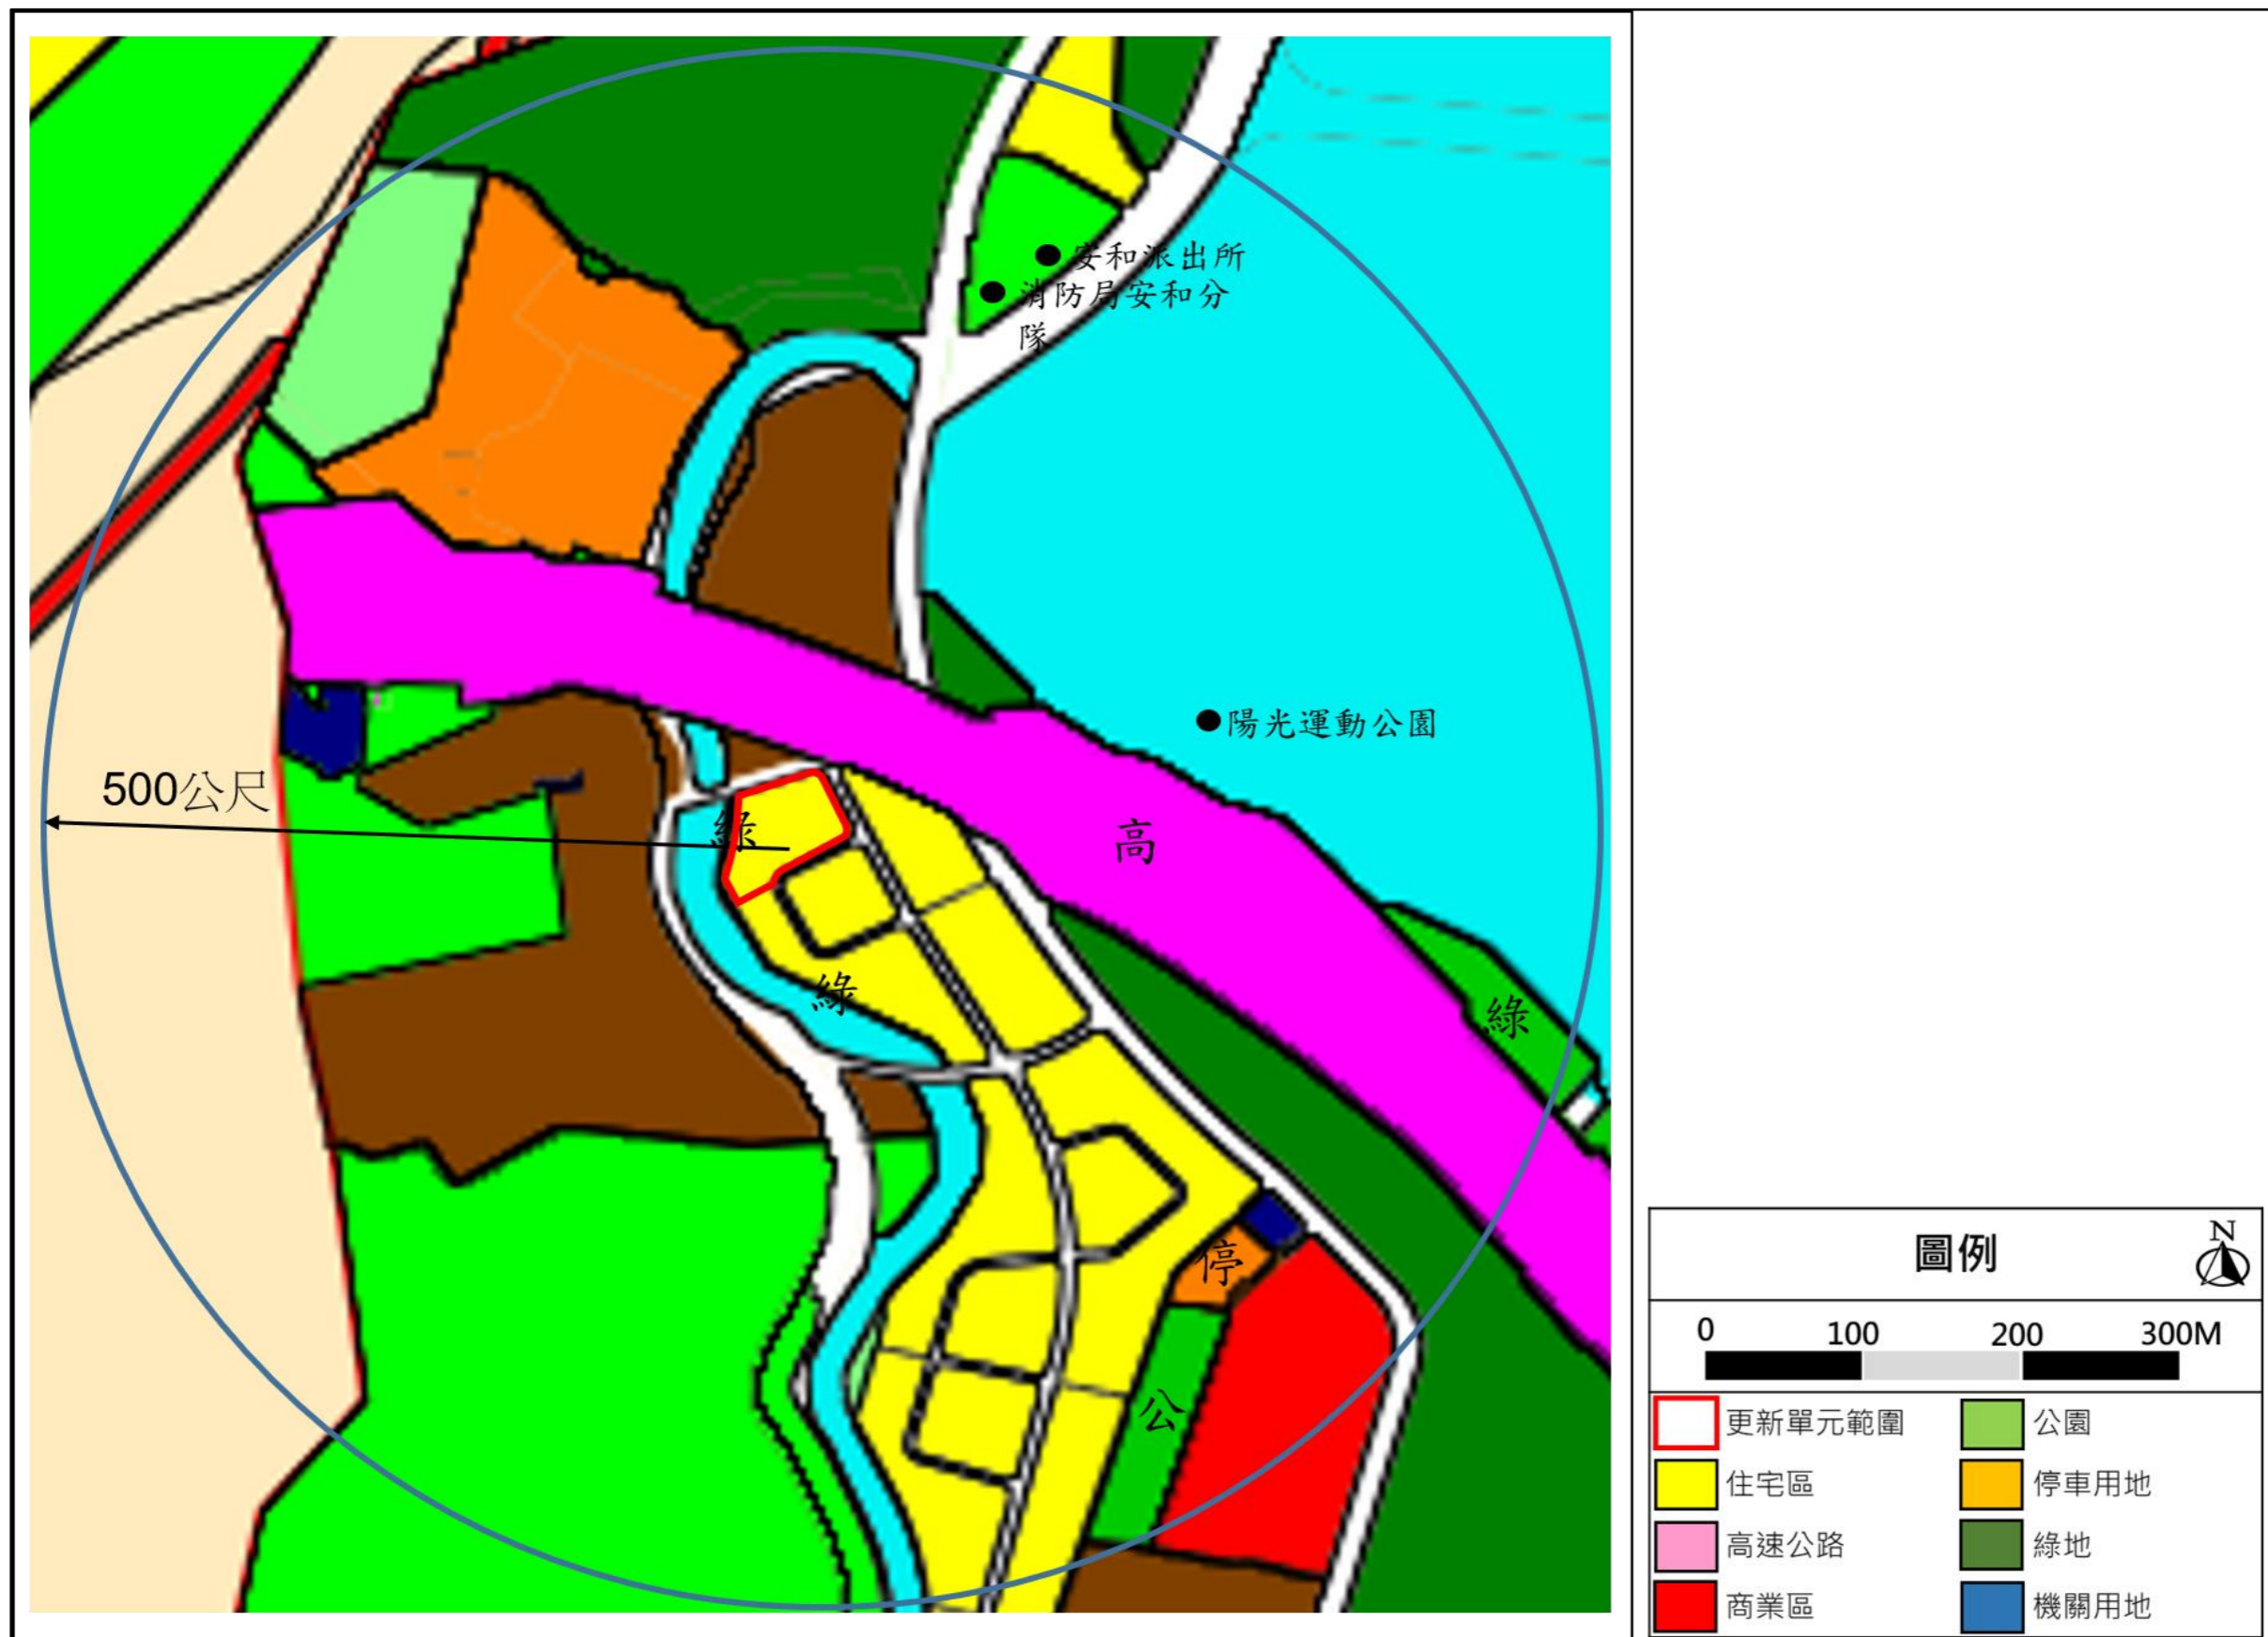 安和派出所
消防局安和分
隊
陽光運動公園
500公尺
綠
高
綠
綠
停
公
圖例
N
0 100 200 300M
更新單元範圍 公園
住宅區 停車用地
高速公路 綠地
商業區 機關用地